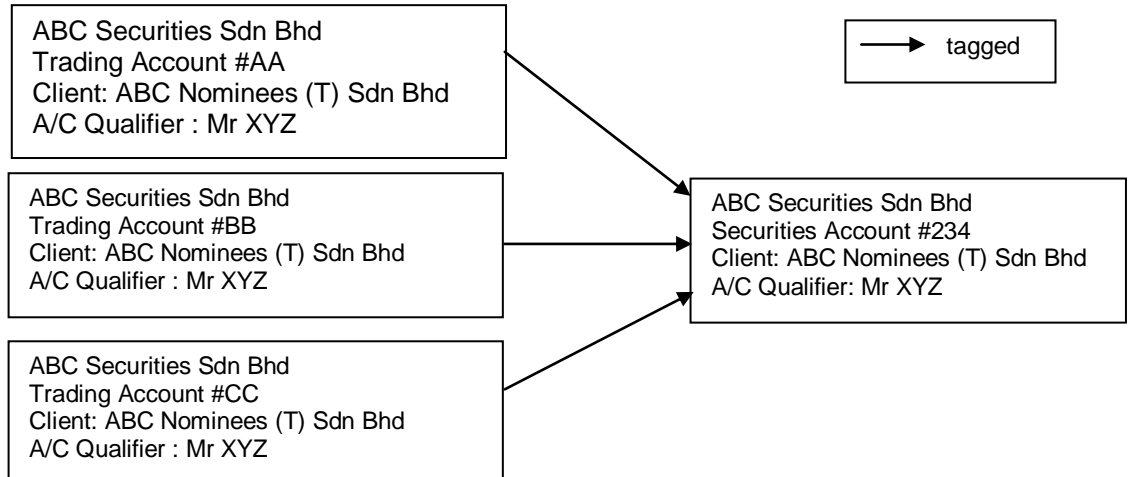 ABC Securities Sdn Bhd
Trading Account #AA
Client: ABC Nominees (T) Sdn Bhd
A/C Qualifier : Mr XYZ
tagged
ABC Securities Sdn Bhd
Trading Account #BB
Client: ABC Nominees (T) Sdn Bhd
A/C Qualifier : Mr XYZ
ABC Securities Sdn Bhd
Securities Account #234
Client: ABC Nominees (T) Sdn Bhd
A/C Qualifier: Mr XYZ
ABC Securities Sdn Bhd
Trading Account #CC
Client: ABC Nominees (T) Sdn Bhd
A/C Qualifier : Mr XYZ